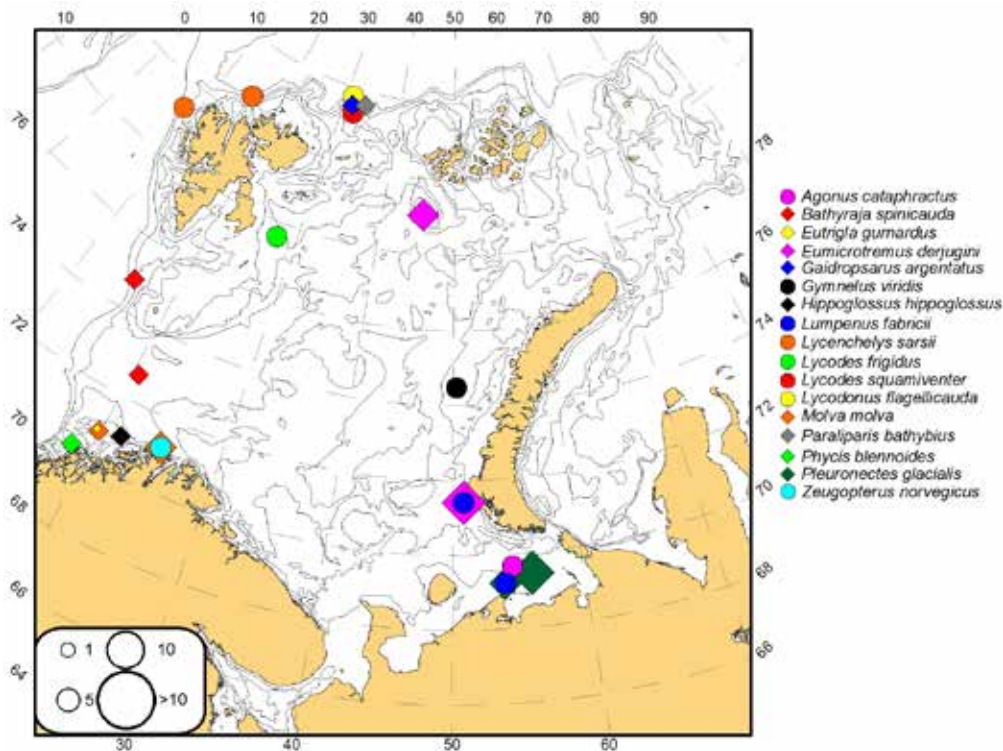 10 0 10 20 30 40 50 60 70 80 90
76
74
72
70
68
66
64
78
76
74
72
70
68
66
Agonus cataphractus
Bathyraja spinicauda
Eutrigla gurnardus
Eumicrotremus derjugini
Gaidropsarus argentatus
Gymnelus viridis
Hippoglossus hippoglossus
Lumpenus fabricii
Lycenchelys sarsii
Lycodes frigidus
Lycodes squamiventer
Lycodonus flagellicauda
Molva molva
Paraliparis bathybius
Phycis blennoides
Pleuronectes glacialis
Zeugopterus norvegicus
1 10
5 >10
30 40 50 60